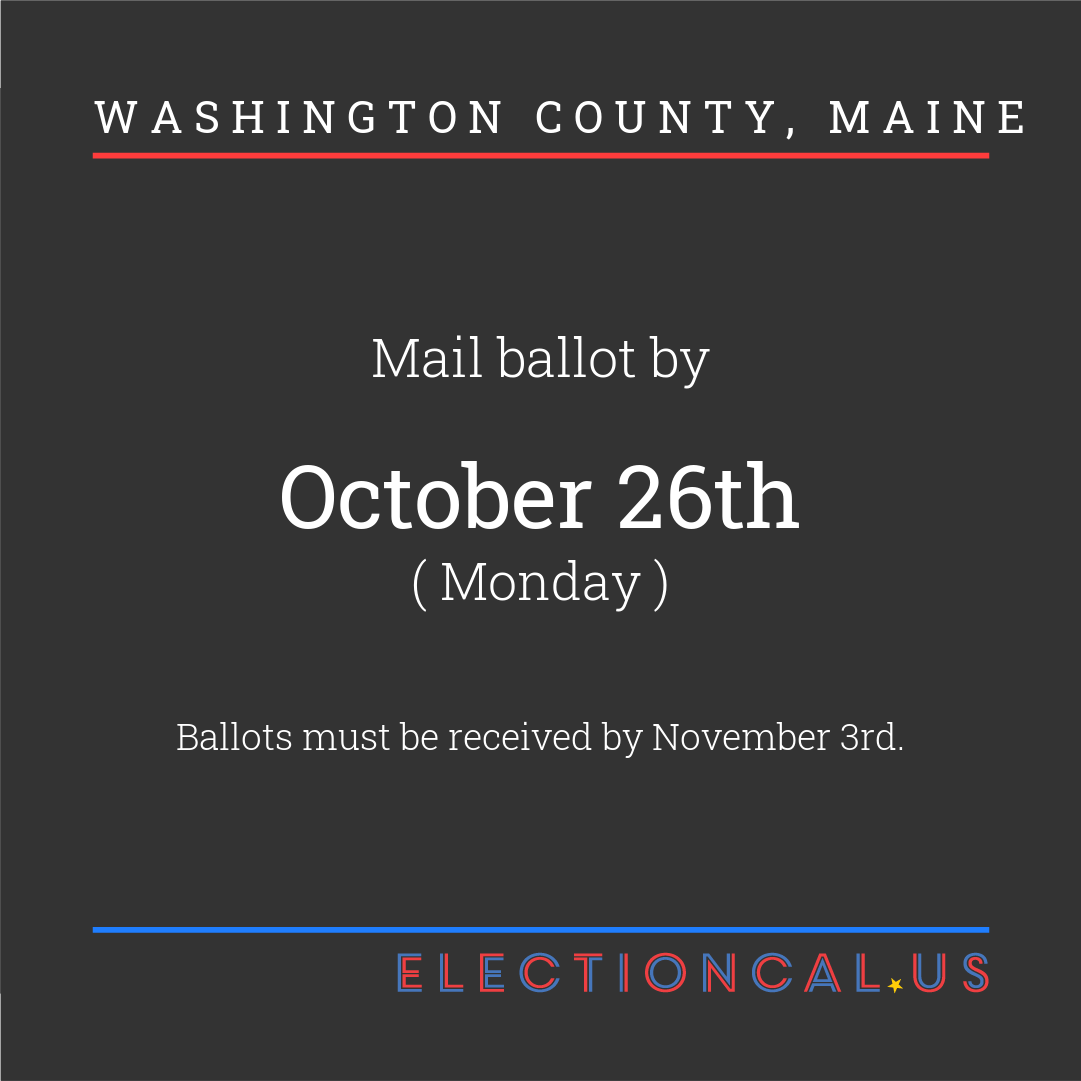 WASHINGTON COUNTY, MAINE
Mail ballot by
October 26th
( Monday )
Ballots must be received by November 3rd.
ELECTIONCAL.US